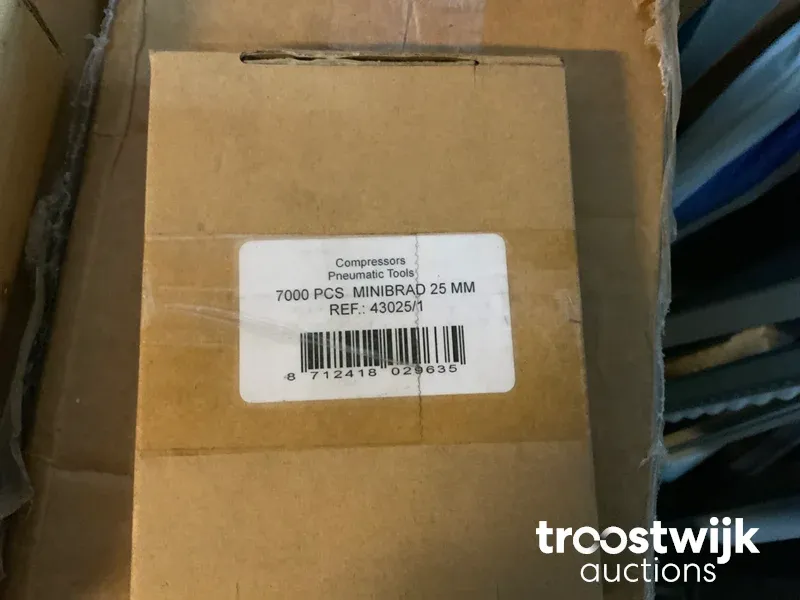 Compressors
Pneumatic Tools
7000 PCS MINIBRAD 25 MM
REF.: 43025/1
8 712418 029635
troostwijk
auctions